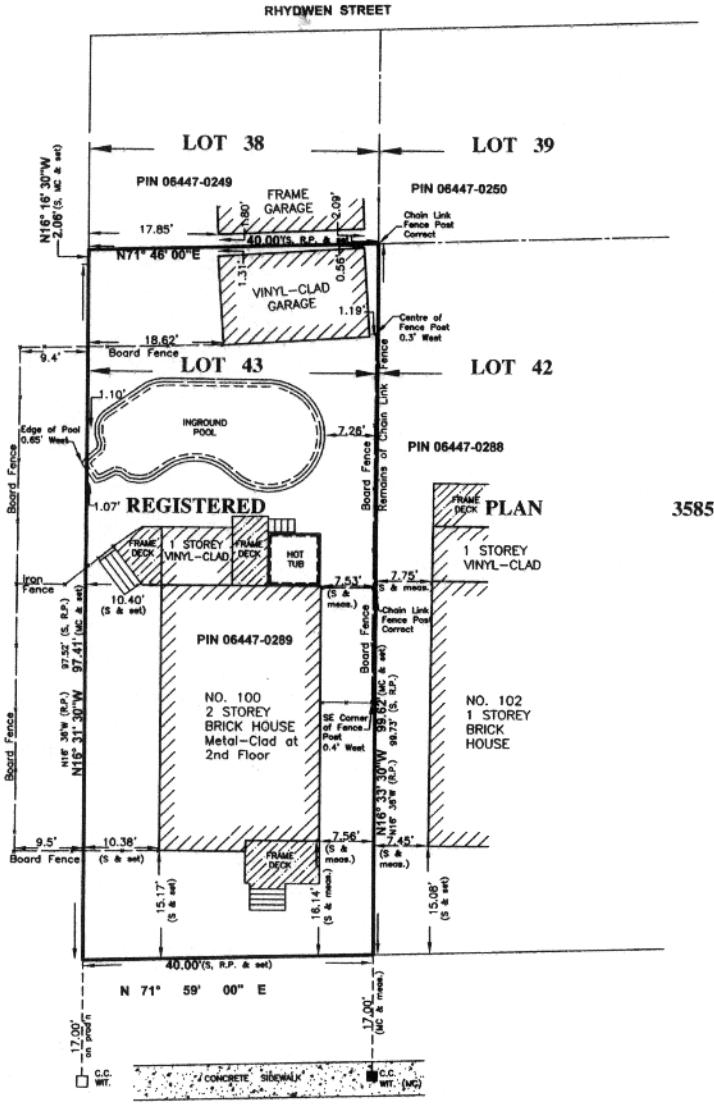 RHYDWEN STREET
LOT 38
LOT 39
PIN 06447-0249
PIN 06447-0250
N16° 16' 30"W
2.06' (S, MC & set)
FRAME
GARAGE
1.80'
2.09'
17.85'
40.00'(S, R.P. & set)
Chain Link
Fence Post
Correct
N71° 46' 00"E
1.31'
0.56'
VINYL-CLAD
GARAGE
1.19'
Centre of
Fence Post
0.3' West
18.62'
9.4'
Board Fence
LOT 43
LOT 42
1.10'
INGROUND
POOL
Edge of Pool
0.65' West
7.26'
PIN 06447-0288
Board Fence
Board Fence
Remains of Chain Link Fence
1.07'
REGISTERED
PLAN
3585
FRAME
DECK
FRAME
DECK
1 STOREY
VINYL-CLAD
FRAME
DECK
HOT
TUB
1 STOREY
VINYL-CLAD
Iron
Fence
10.40'
(S & set)
7.53'
(S & meas.)
7.75'
(S & meas.)
Chain Link
Fence Post
Correct
97.52' (S, R.P.)
97.41' (MC & set)
N16° 36'W (R.P.)
N16° 31' 30"W
PIN 06447-0289
Board Fence
Board Fence
NO. 100
2 STOREY
BRICK HOUSE
Metal-Clad at
2nd Floor
SE Corner
of Fence
Post
0.4' West
99.62' (MC & set)
99.73' (S, R.P.)
N16° 33' 30"W
N16° 36'W (R.P.)
NO. 102
1 STOREY
BRICK
HOUSE
9.5'
Board Fence
10.38'
(S & set)
7.56'
(S & meas.)
7.45'
(S & meas.)
FRAME
DECK
15.17'
(S & set)
16.14'
(S & meas.)
15.08'
(S & set)
40.00'(S, R.P. & set)
N 71° 59' 00" E
17.00'
on prod'n
17.00'
(MC & meas.)
C.C.
WIT.
CONCRETE SIDEWALK
C.C.
WIT. (MC)